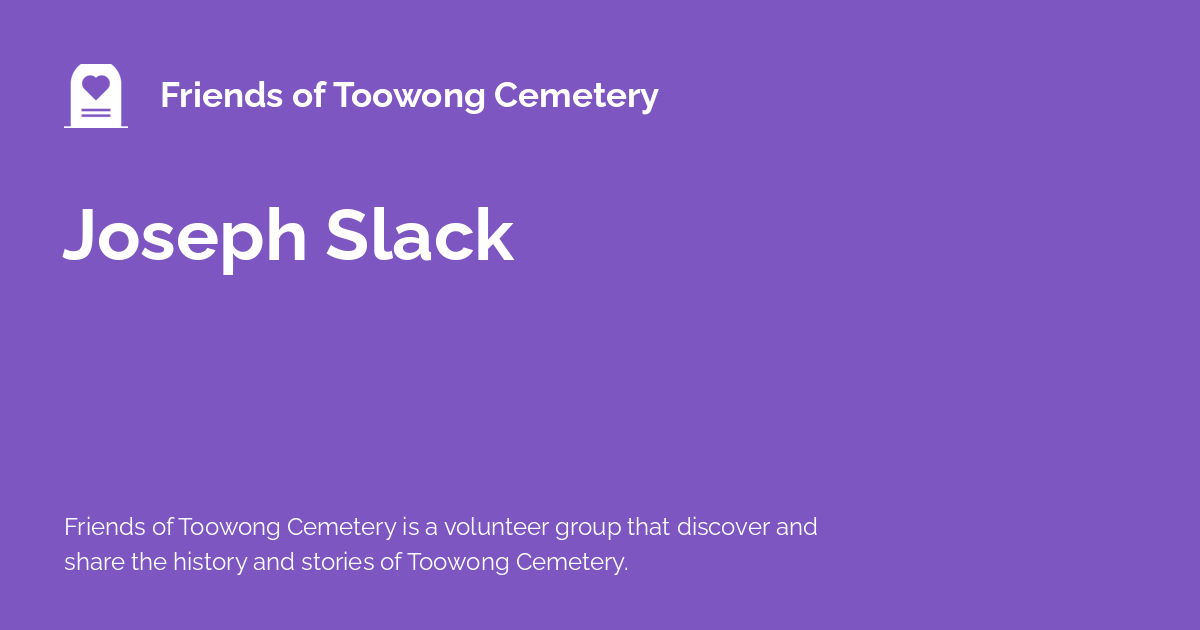 Friends of Toowong Cemetery
Joseph Slack
Friends of Toowong Cemetery is a volunteer group that discover and
share the history and stories of Toowong Cemetery.